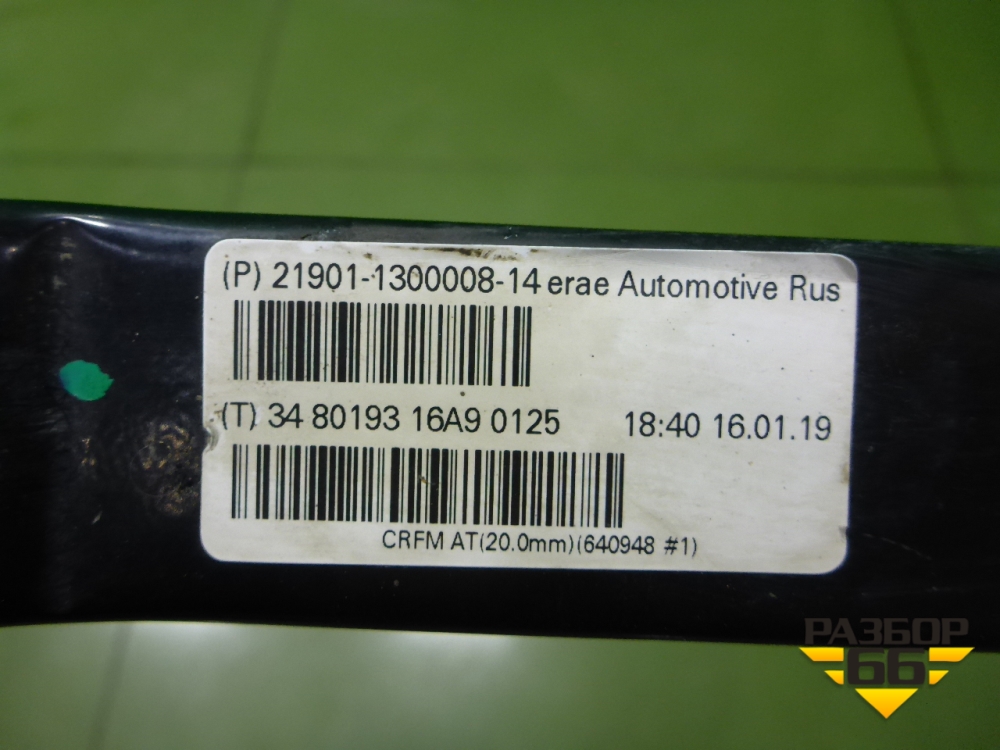 (P) 21901-1300008-14 erae Automotive Rus
(T) 34 80193 16A9 0125 18:40 16.01.19
CRFM AT(20.0mm)(640948 #1)
РАЗБОР
66